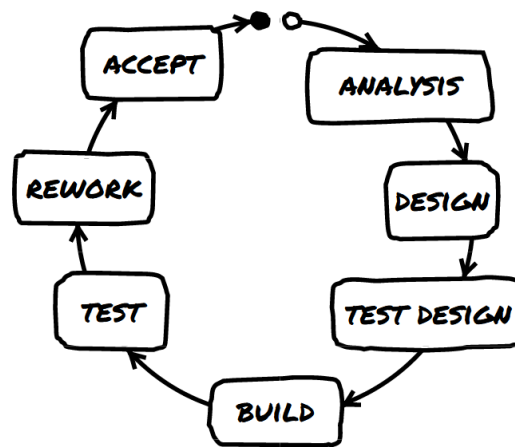 ACCEPT
ANALYSIS
REWORK
DESIGN
TEST
TEST DESIGN
BUILD